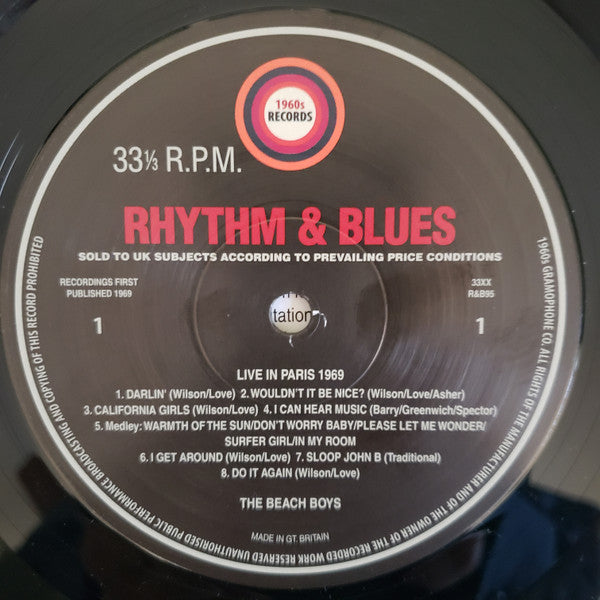 1960s
RECORDS
33⅓ R.P.M.
RHYTHM & BLUES
SOLD TO UK SUBJECTS ACCORDING TO PREVAILING PRICE CONDITIONS
RECORDINGS FIRST
PUBLISHED 1969
33XX
R&B95
1
1
tation
LIVE IN PARIS 1969
1. DARLIN' (Wilson/Love) 2. WOULDN'T IT BE NICE? (Wilson/Love/Asher)
3. CALIFORNIA GIRLS (Wilson/Love) 4. I CAN HEAR MUSIC (Barry/Greenwich/Spector)
5. Medley: WARMTH OF THE SUN/DON'T WORRY BABY/PLEASE LET ME WONDER/
SURFER GIRL/IN MY ROOM
6. I GET AROUND (Wilson/Love) 7. SLOOP JOHN B (Traditional)
8. DO IT AGAIN (Wilson/Love)
THE BEACH BOYS
MADE IN GT. BRITAIN
1960s GRAMOPHONE CO. ALL RIGHTS OF THE MANUFACTURER AND OF THE OWNER OF THE RECORDED WORK RESERVED UNAUTHORISED PUBLIC PERFORMANCE BROADCASTING AND COPYING OF THIS RECORD PROHIBITED